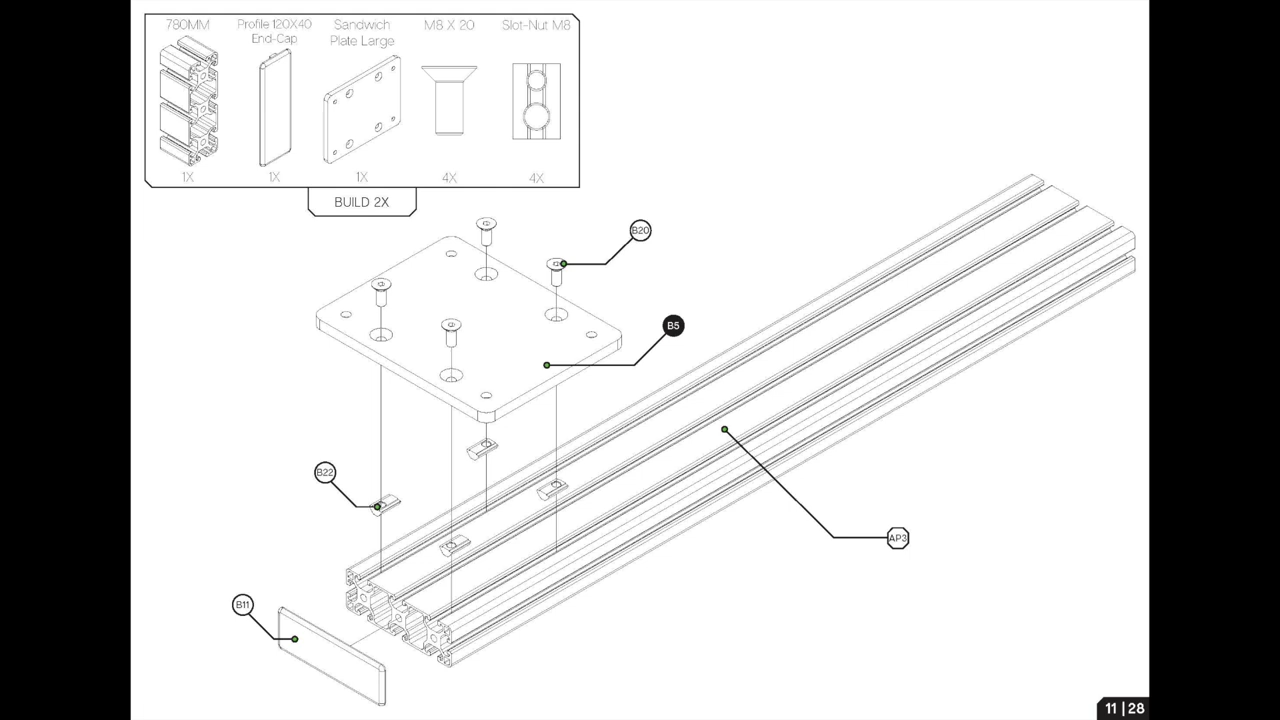 780MM
Profile 120X40
End-Cap
Sandwich
Plate Large
M8 X 20
Slot-Nut M8
1X
1X
1X
4X
4X
BUILD 2X
B20
B5
B22
AP3
B11
11 | 28